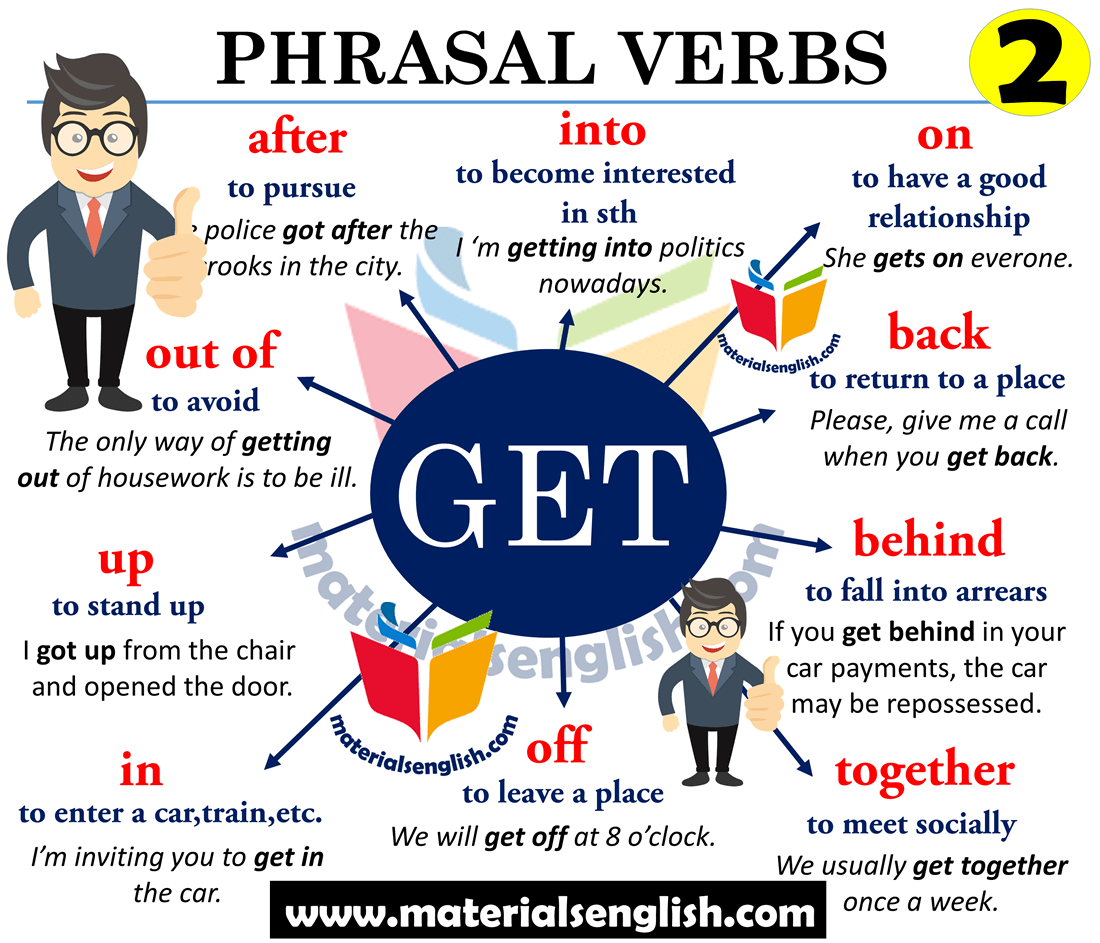 PHRASAL VERBS
2
after
to pursue
police got after the
rooks in the city.
into
to become interested
in sth
I ‘m getting into politics
nowadays.
on
to have a good
relationship
She gets on everone.
materialsenglish.com
out of
to avoid
The only way of getting
out of housework is to be ill.
back
to return to a place
Please, give me a call
when you get back.
GET
up
to stand up
I got up from the chair
and opened the door.
behind
to fall into arrears
If you get behind in your
car payments, the car
may be repossessed.
materialsenglish.com
materialsenglish.com
in
to enter a car,train,etc.
I’m inviting you to get in
the car.
off
to leave a place
We will get off at 8 o’clock.
together
to meet socially
We usually get together
once a week.
www.materialsenglish.com